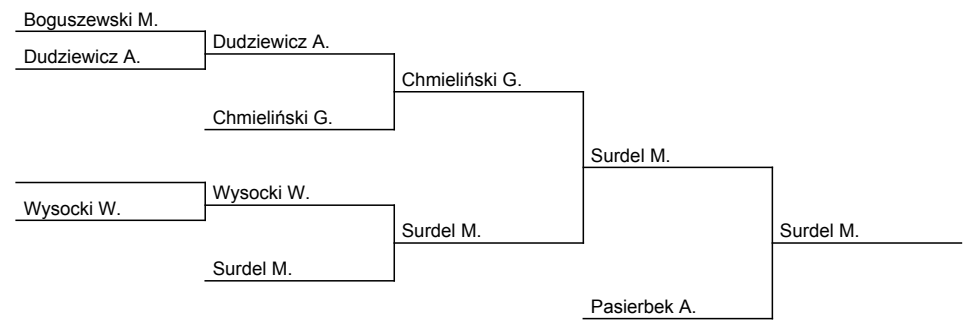 Boguszewski M.
Dudziewicz A.
Dudziewicz A.
Chmieliński G.
Chmieliński G.
Surdel M.
Wysocki W.
Wysocki W.
Surdel M.
Surdel M.
Surdel M.
Pasierbek A.